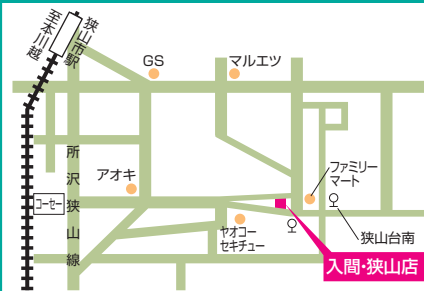 狭山市駅
至本川越
GS
マルエツ
所沢狭山線
アオキ
コーセー
ファミリー
マート
ヤオコー
セキチュー
狭山台南
入間・狭山店